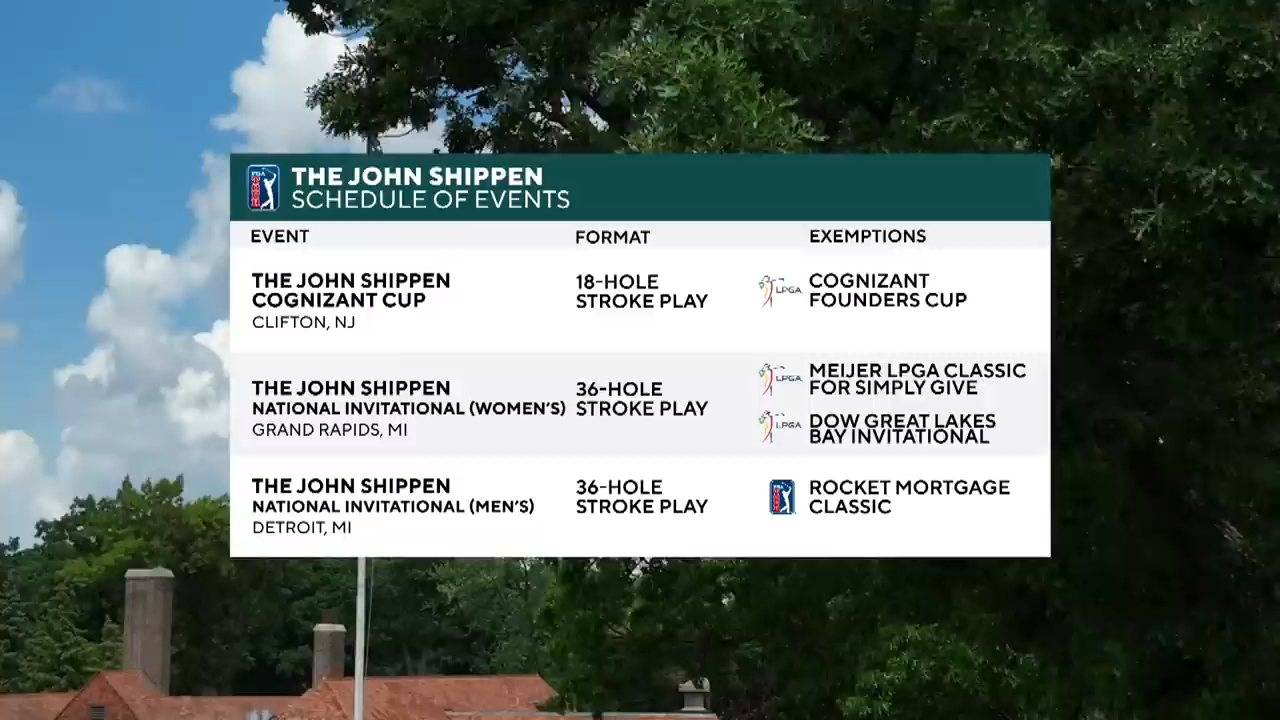 THE JOHN SHIPPEN
SCHEDULE OF EVENTS
EVENT FORMAT EXEMPTIONS
THE JOHN SHIPPEN
COGNIZANT CUP
CLIFTON, NJ
18-HOLE
STROKE PLAY
LPGA
COGNIZANT
FOUNDERS CUP
THE JOHN SHIPPEN
NATIONAL INVITATIONAL (WOMEN'S)
GRAND RAPIDS, MI
36-HOLE
STROKE PLAY
LPGA
MEIJER LPGA CLASSIC
FOR SIMPLY GIVE
LPGA
DOW GREAT LAKES
BAY INVITATIONAL
THE JOHN SHIPPEN
NATIONAL INVITATIONAL (MEN'S)
DETROIT, MI
36-HOLE
STROKE PLAY
ROCKET MORTGAGE
CLASSIC